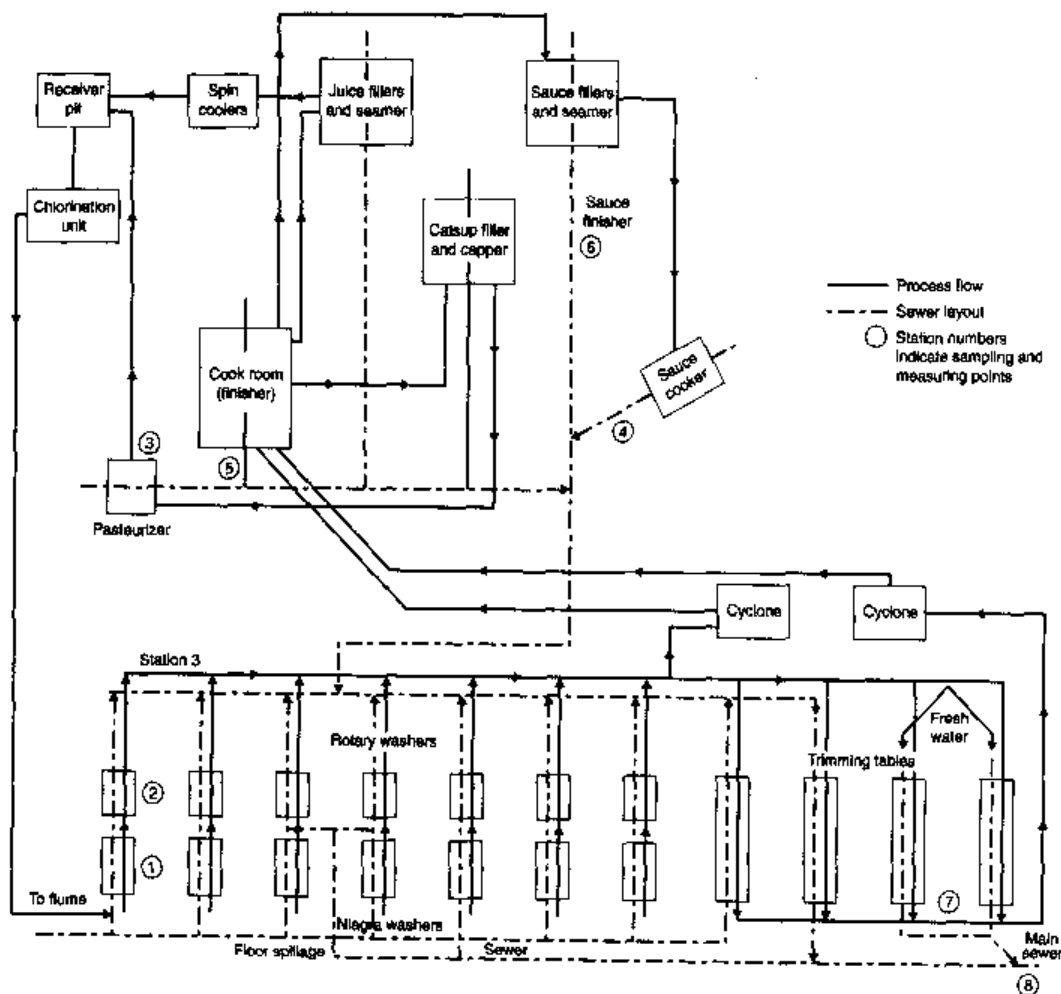 Receiver
pit
Spin
coolers
Juice fillers
and seamer
Sauce fillers
and seamer
Chlorination
unit
Catsup filler
and capper
Sauce
finisher
6
Process flow
Sewer layout
Station numbers
indicate sampling and
measuring points
Cook room
(finisher)
Sauce
cooker
4
3
5
Pasteurizer
Cyclone
Cyclone
Station 3
Fresh
water
Rotary washers
Trimming tables
2
1
To flume
7
Niagra washers
Floor spillage
Sewer
Main
sewer
8